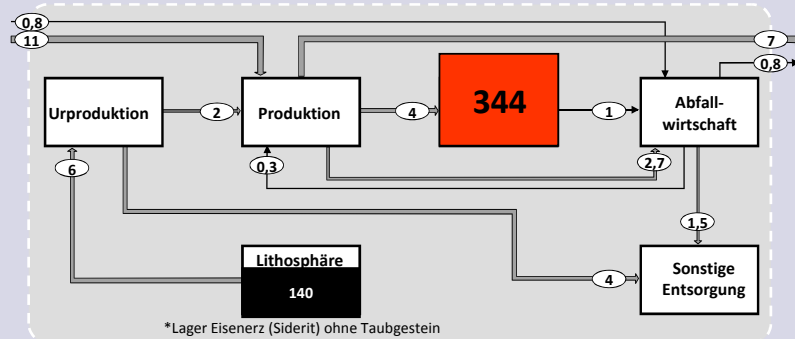 0,8
11
7
0,8
Urproduktion
2
Produktion
4
344
1
Abfall-
wirtschaft
6
0,3
2,7
1,5
Lithosphäre
140
4
Sonstige
Entsorgung
*Lager Eisenerz (Siderit) ohne Taubgestein